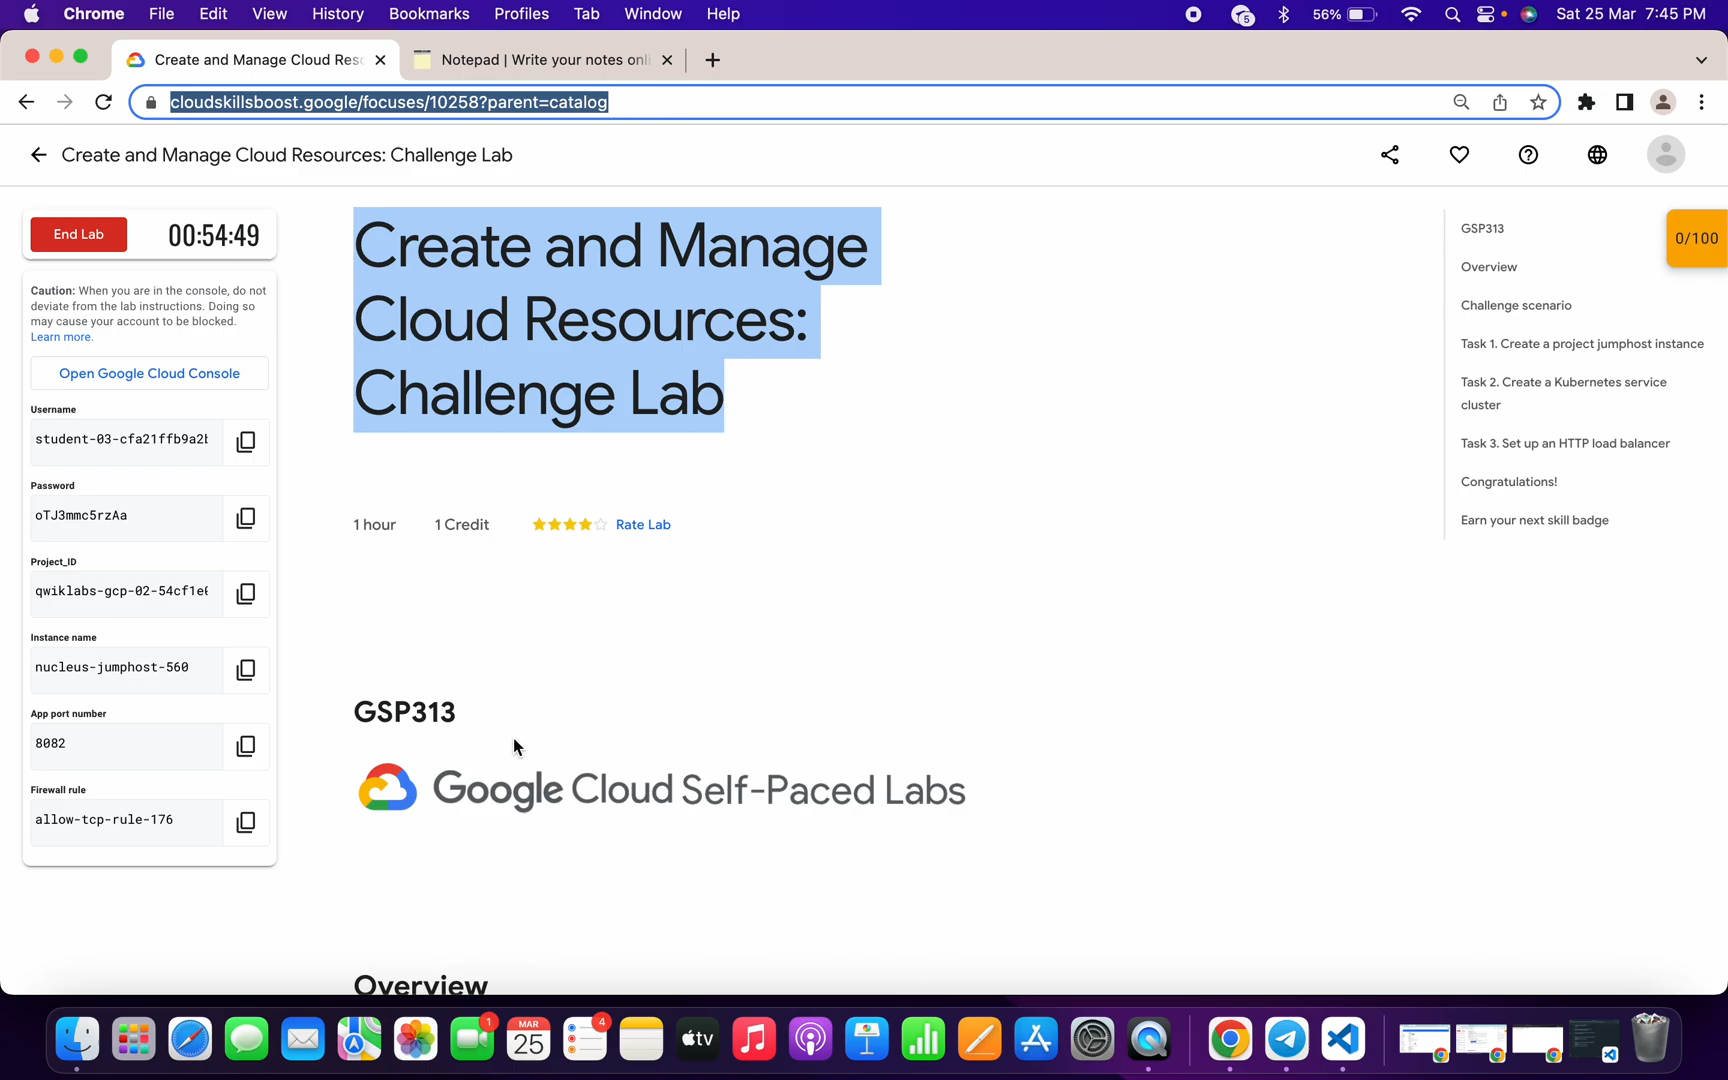 Chrome File Edit View History Bookmarks Profiles Tab Window Help 5 56% Sat 25 Mar 7:45 PM
Create and Manage Cloud Res Notepad | Write your notes onli
cloudskillsboost.google/focuses/10258?parent=catalog
Create and Manage Cloud Resources: Challenge Lab
End Lab 00:54:49
Caution: When you are in the console, do not
deviate from the lab instructions. Doing so
may cause your account to be blocked.
Learn more.
Open Google Cloud Console
Username
student-03-cfa21ffb9a2b
Password
oTJ3mmc5rzAa
Project_ID
qwiklabs-gcp-02-54cf1e
Instance name
nucleus-jumphost-560
App port number
8082
Firewall rule
allow-tcp-rule-176
Create and Manage
Cloud Resources:
Challenge Lab
1 hour 1 Credit Rate Lab
GSP313
Google Cloud Self-Paced Labs
Overview
GSP313
Overview
Challenge scenario
Task 1. Create a project jumphost instance
Task 2. Create a Kubernetes service
cluster
Task 3. Set up an HTTP load balancer
Congratulations!
Earn your next skill badge
0/100
1
MAR
25
4
tv